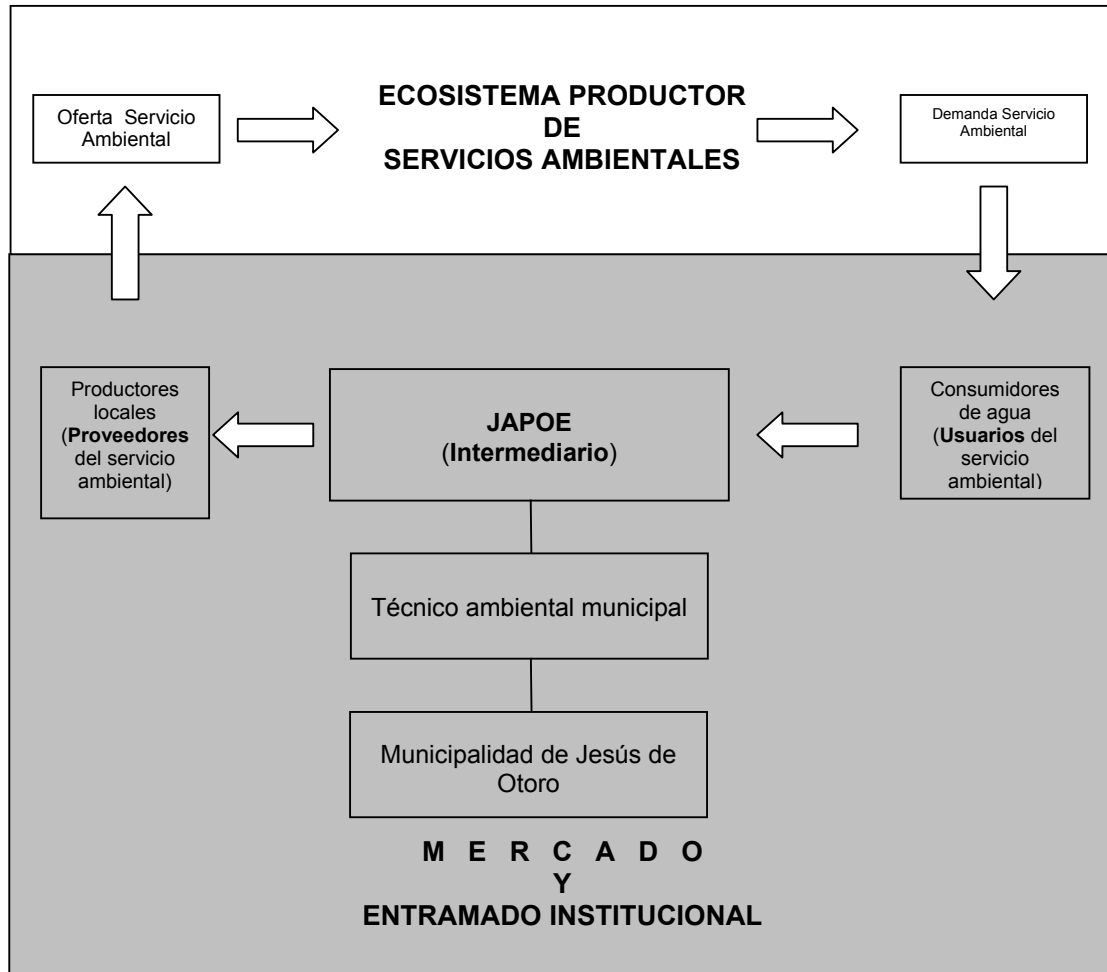 Oferta Servicio
Ambiental
ECOSISTEMA PRODUCTOR
DE
SERVICIOS AMBIENTALES
Demanda Servicio
Ambiental
Productores
locales
(Proveedores
del servicio
ambiental)
JAPOE
(Intermediario)
Consumidores
de agua
(Usuarios del
servicio
ambiental)
Técnico ambiental municipal
Municipalidad de Jesús de
Otoro
M E R C A D O
Y
ENTRAMADO INSTITUCIONAL